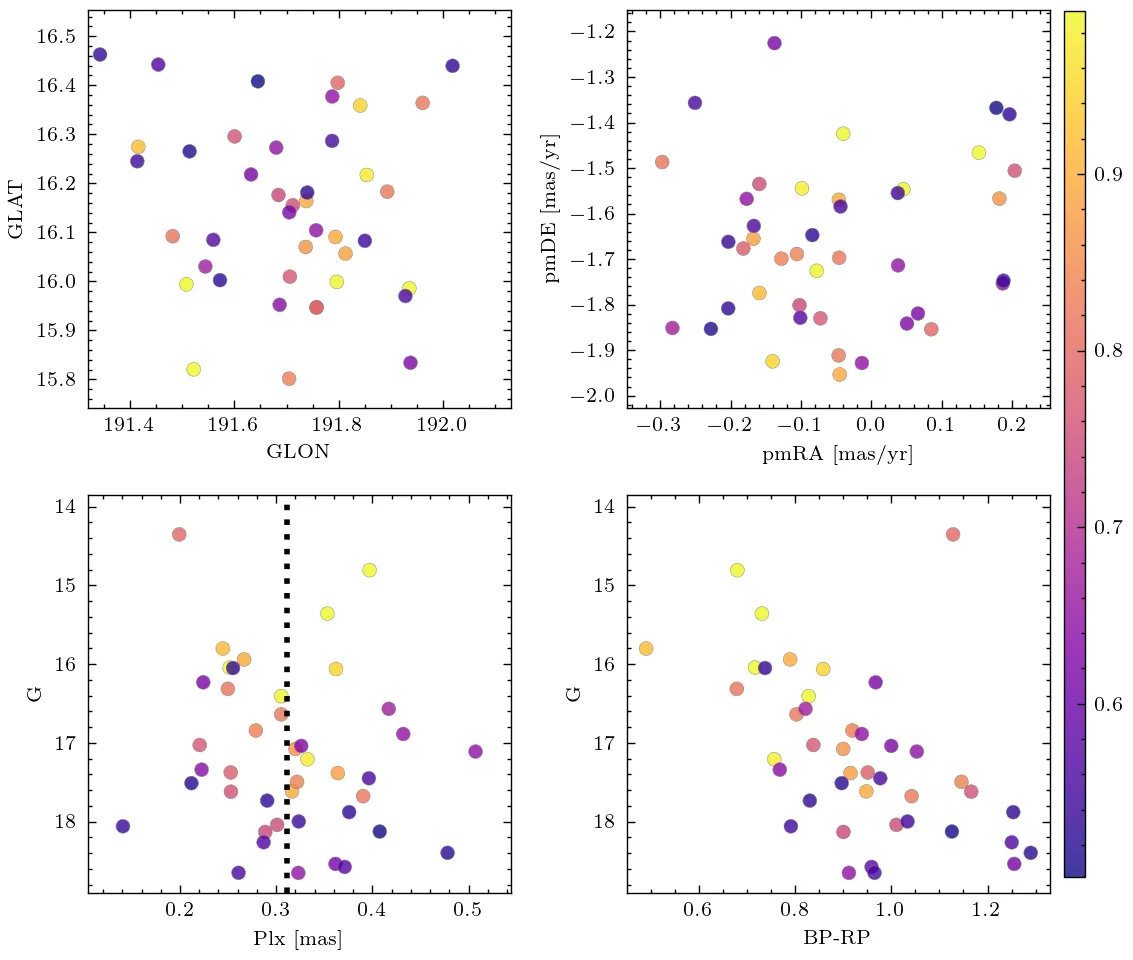 16.5
16.4
16.3
16.2
16.1
16.0
15.9
15.8
GLAT
191.4 191.6 191.8 192.0
GLON
−1.2
−1.3
−1.4
−1.5
−1.6
−1.7
−1.8
−1.9
−2.0
pmDE [mas/yr]
−0.3 −0.2 −0.1 0.0 0.1 0.2
pmRA [mas/yr]
0.9
0.8
0.7
0.6
14
15
16
17
18
G
0.2 0.3 0.4 0.5
Plx [mas]
14
15
16
17
18
G
0.6 0.8 1.0 1.2
BP-RP